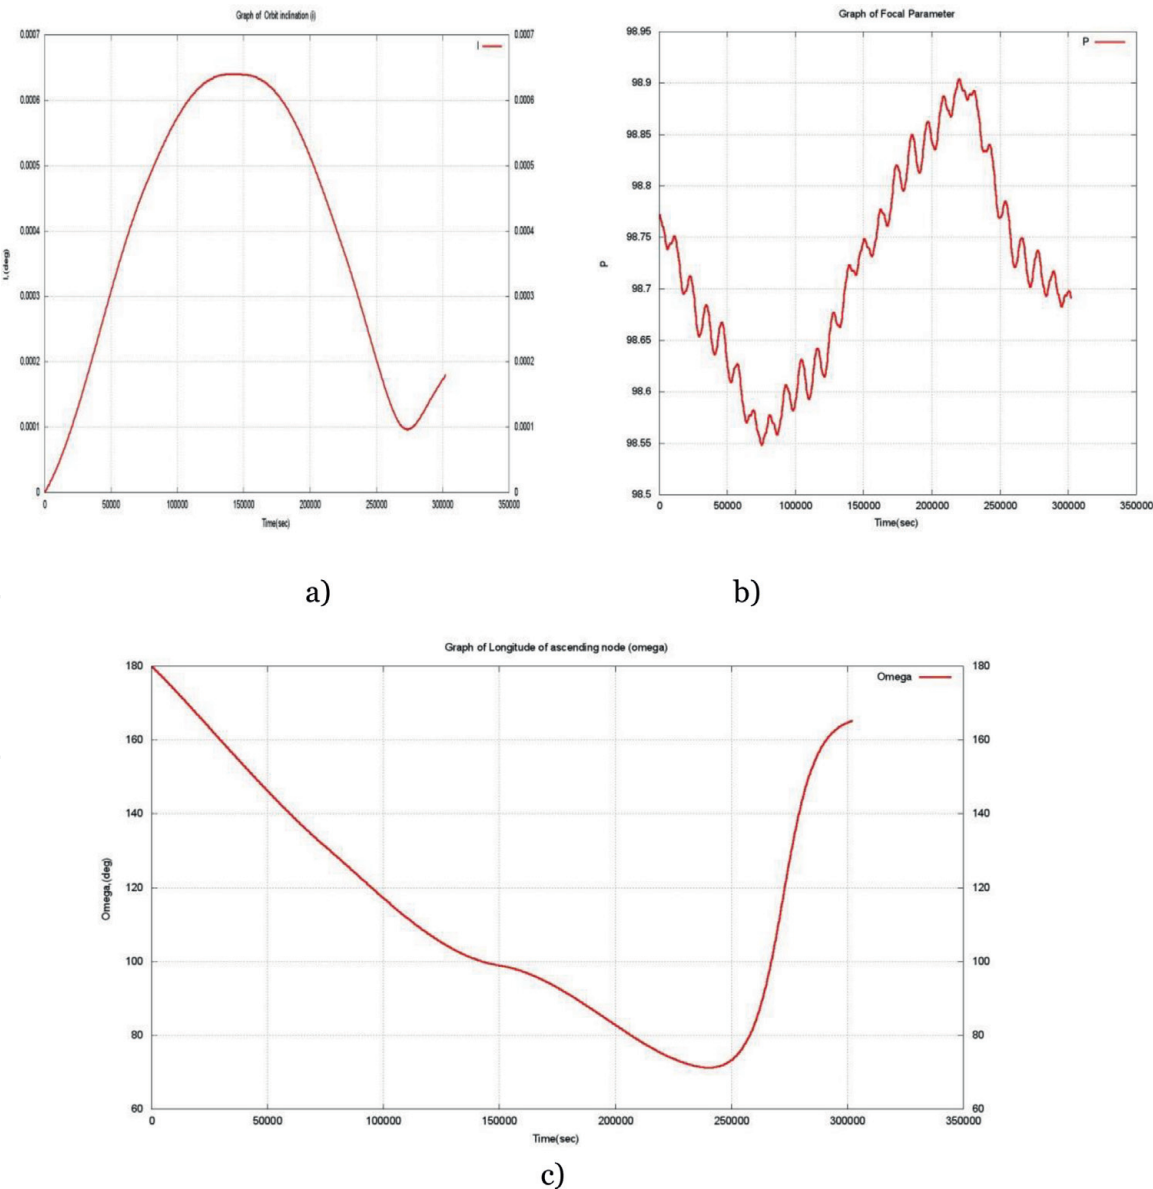 Graph of Orbit inclination (i)
0.0007
0.0006
0.0005
0.0004
0.0003
0.0002
0.0001
0
I
0.0007
0.0006
0.0005
0.0004
0.0003
0.0002
0.0001
0
I,(deg)
0 50000 100000 150000 200000 250000 300000 350000
Time(sec)
a)
Graph of Focal Parameter
98.95
98.9
98.85
98.8
98.75
98.7
98.65
98.6
98.55
98.5
P
P
0 50000 100000 150000 200000 250000 300000 350000
Time(sec)
b)
Graph of Longitude of ascending node (omega)
180
160
140
120
100
80
60
Omega
180
160
140
120
100
80
60
Omega,(deg)
0 50000 100000 150000 200000 250000 300000 350000
Time(sec)
c)